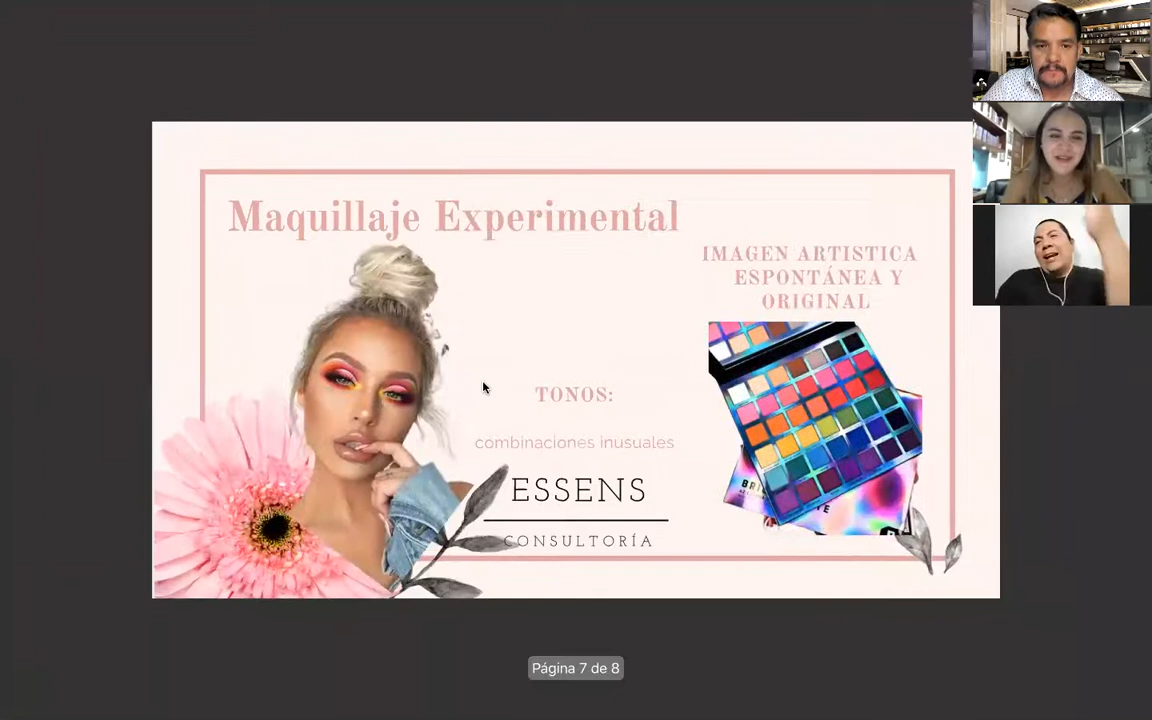 Maquillaje Experimental
IMAGEN ARTISTICA
ESPONTÁNEA Y
ORIGINAL
TONOS:
combinaciones inusuales
ESSENS
CONSULTORÍA
Página 7 de 8